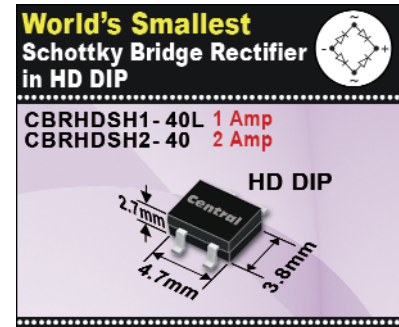 World's Smallest
Schottky Bridge Rectifier
in HD DIP
~
- +
~
CBRHDSH1-40L 1 Amp
CBRHDSH2-40 2 Amp
HD DIP
Central
2.7mm
4.7mm
3.8mm